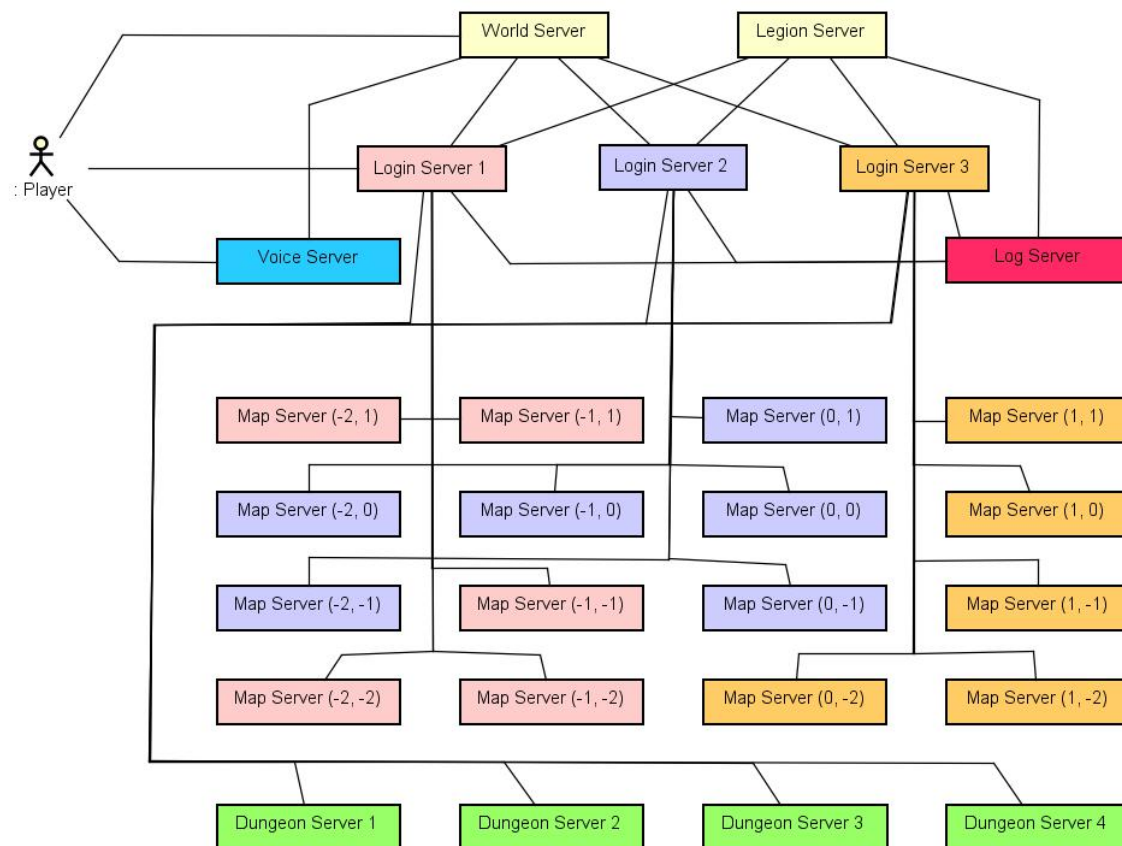 World Server
Legion Server
: Player
Login Server 1
Login Server 2
Login Server 3
Voice Server
Log Server
Map Server (-2, 1)
Map Server (-1, 1)
Map Server (0, 1)
Map Server (1, 1)
Map Server (-2, 0)
Map Server (-1, 0)
Map Server (0, 0)
Map Server (1, 0)
Map Server (-2, -1)
Map Server (-1, -1)
Map Server (0, -1)
Map Server (1, -1)
Map Server (-2, -2)
Map Server (-1, -2)
Map Server (0, -2)
Map Server (1, -2)
Dungeon Server 1
Dungeon Server 2
Dungeon Server 3
Dungeon Server 4